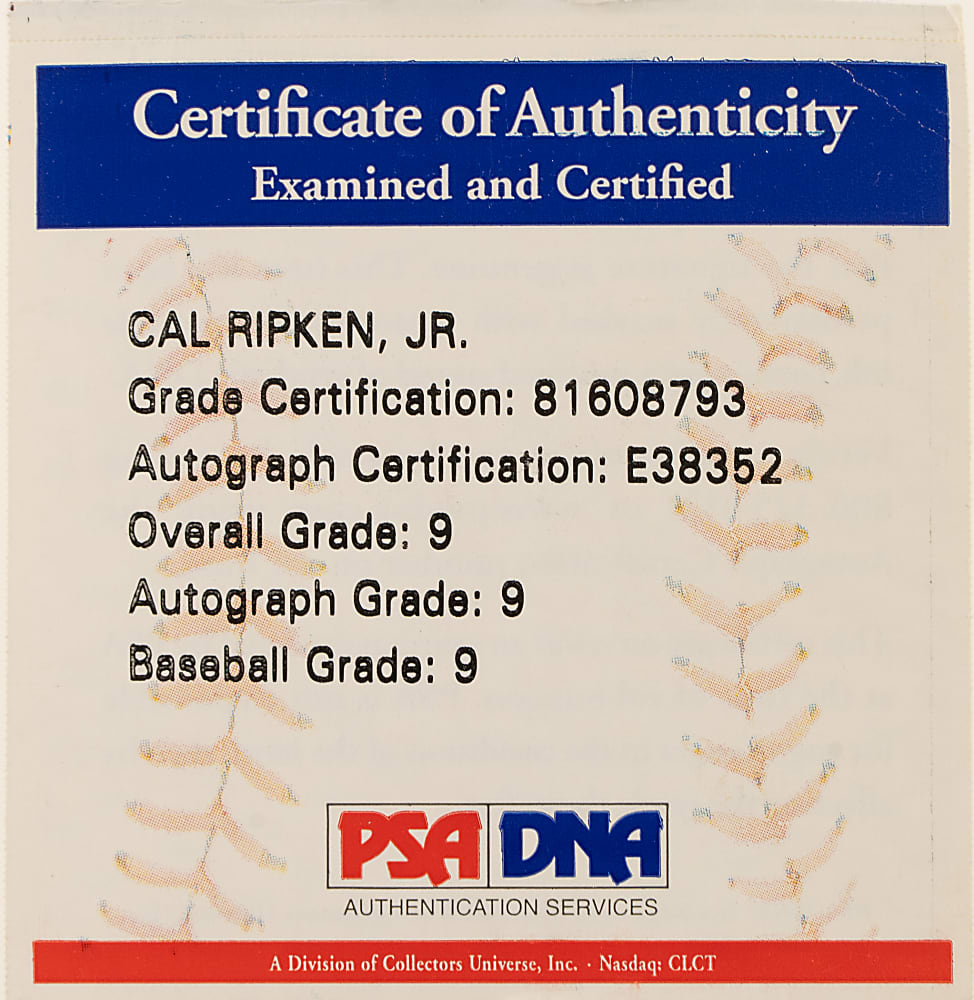 Certificate of Authenticity
Examined and Certified
CAL RIPKEN, JR.
Grade Certification: 81608793
Autograph Certification: E38352
Overall Grade: 9
Autograph Grade: 9
Baseball Grade: 9
PSA DNA
AUTHENTICATION SERVICES
A Division of Collectors Universe, Inc. · Nasdaq: CLCT